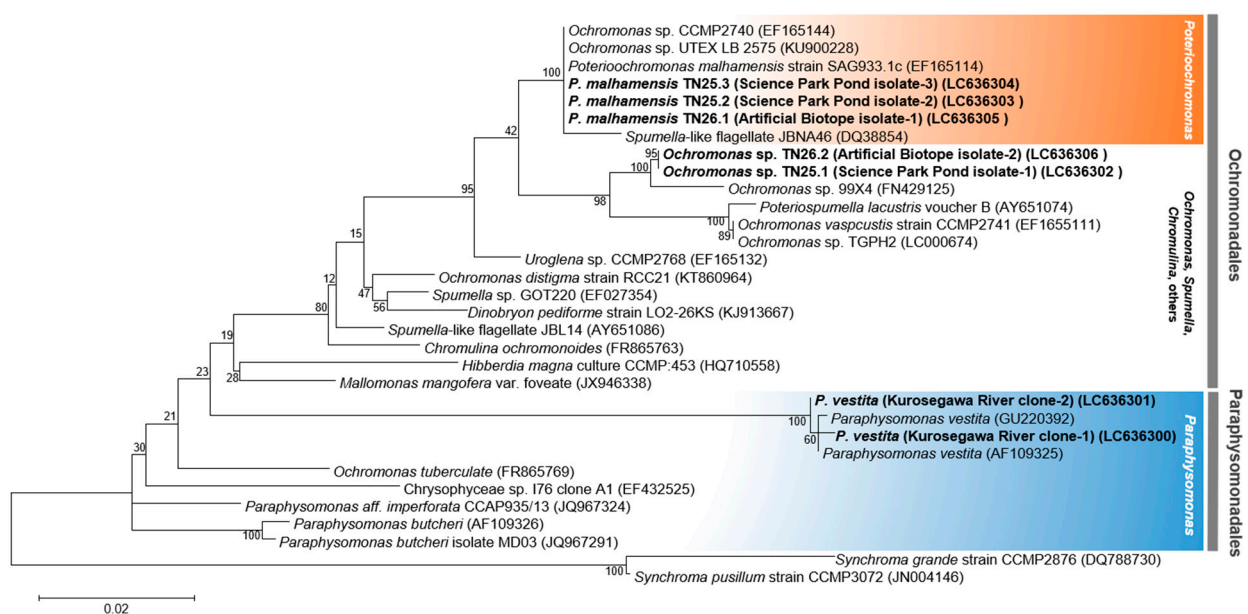 Ochromonas sp. CCMP2740 (EF165144)
Ochromonas sp. UTEX LB 2575 (KU900228)
Poterioochromonas malhamensis strain SAG933.1c (EF165114)
100
P. malhamensis TN25.3 (Science Park Pond isolate-3) (LC636304)
P. malhamensis TN25.2 (Science Park Pond isolate-2) (LC636303 )
P. malhamensis TN26.1 (Artificial Biotope isolate-1) (LC636305 )
42
Spumella-like flagellate JBNA46 (DQ38854)
Poterioochromonas
95
Ochromonas sp. TN26.2 (Artificial Biotope isolate-2) (LC636306 )
100
Ochromonas sp. TN25.1 (Science Park Pond isolate-1) (LC636302 )
95
Ochromonas sp. 99X4 (FN429125)
98
Poteriospumella lacustris voucher B (AY651074)
100
Ochromonas vaspcustis strain CCMP2741 (EF1655111)
89
Ochromonas sp. TGPH2 (LC000674)
15
Uroglena sp. CCMP2768 (EF165132)
12
Ochromonas distigma strain RCC21 (KT860964)
47
Spumella sp. GOT220 (EF027354)
56
Dinobryon pediforme strain LO2-26KS (KJ913667)
80
Spumella-like flagellate JBL14 (AY651086)
19
Chromulina ochromonoides (FR865763)
Hibberdia magna culture CCMP:453 (HQ710558)
23
28
Mallomonas mangofera var. foveate (JX946338)
Ochromonas, Spumella,
Chromulina, others
Ochromonadales
P. vestita (Kurosegawa River clone-2) (LC636301)
21
100
Paraphysomonas vestita (GU220392)
60
P. vestita (Kurosegawa River clone-1) (LC636300)
30
Paraphysomonas vestita (AF109325)
Ochromonas tuberculate (FR865769)
Chrysophyceae sp. I76 clone A1 (EF432525)
Paraphysomonas aff. imperforata CCAP935/13 (JQ967324)
Paraphysomonas butcheri (AF109326)
100
Paraphysomonas butcheri isolate MD03 (JQ967291)
Paraphysomonas
Paraphysomonadales
Synchroma grande strain CCMP2876 (DQ788730)
100
Synchroma pusillum strain CCMP3072 (JN004146)
0.02